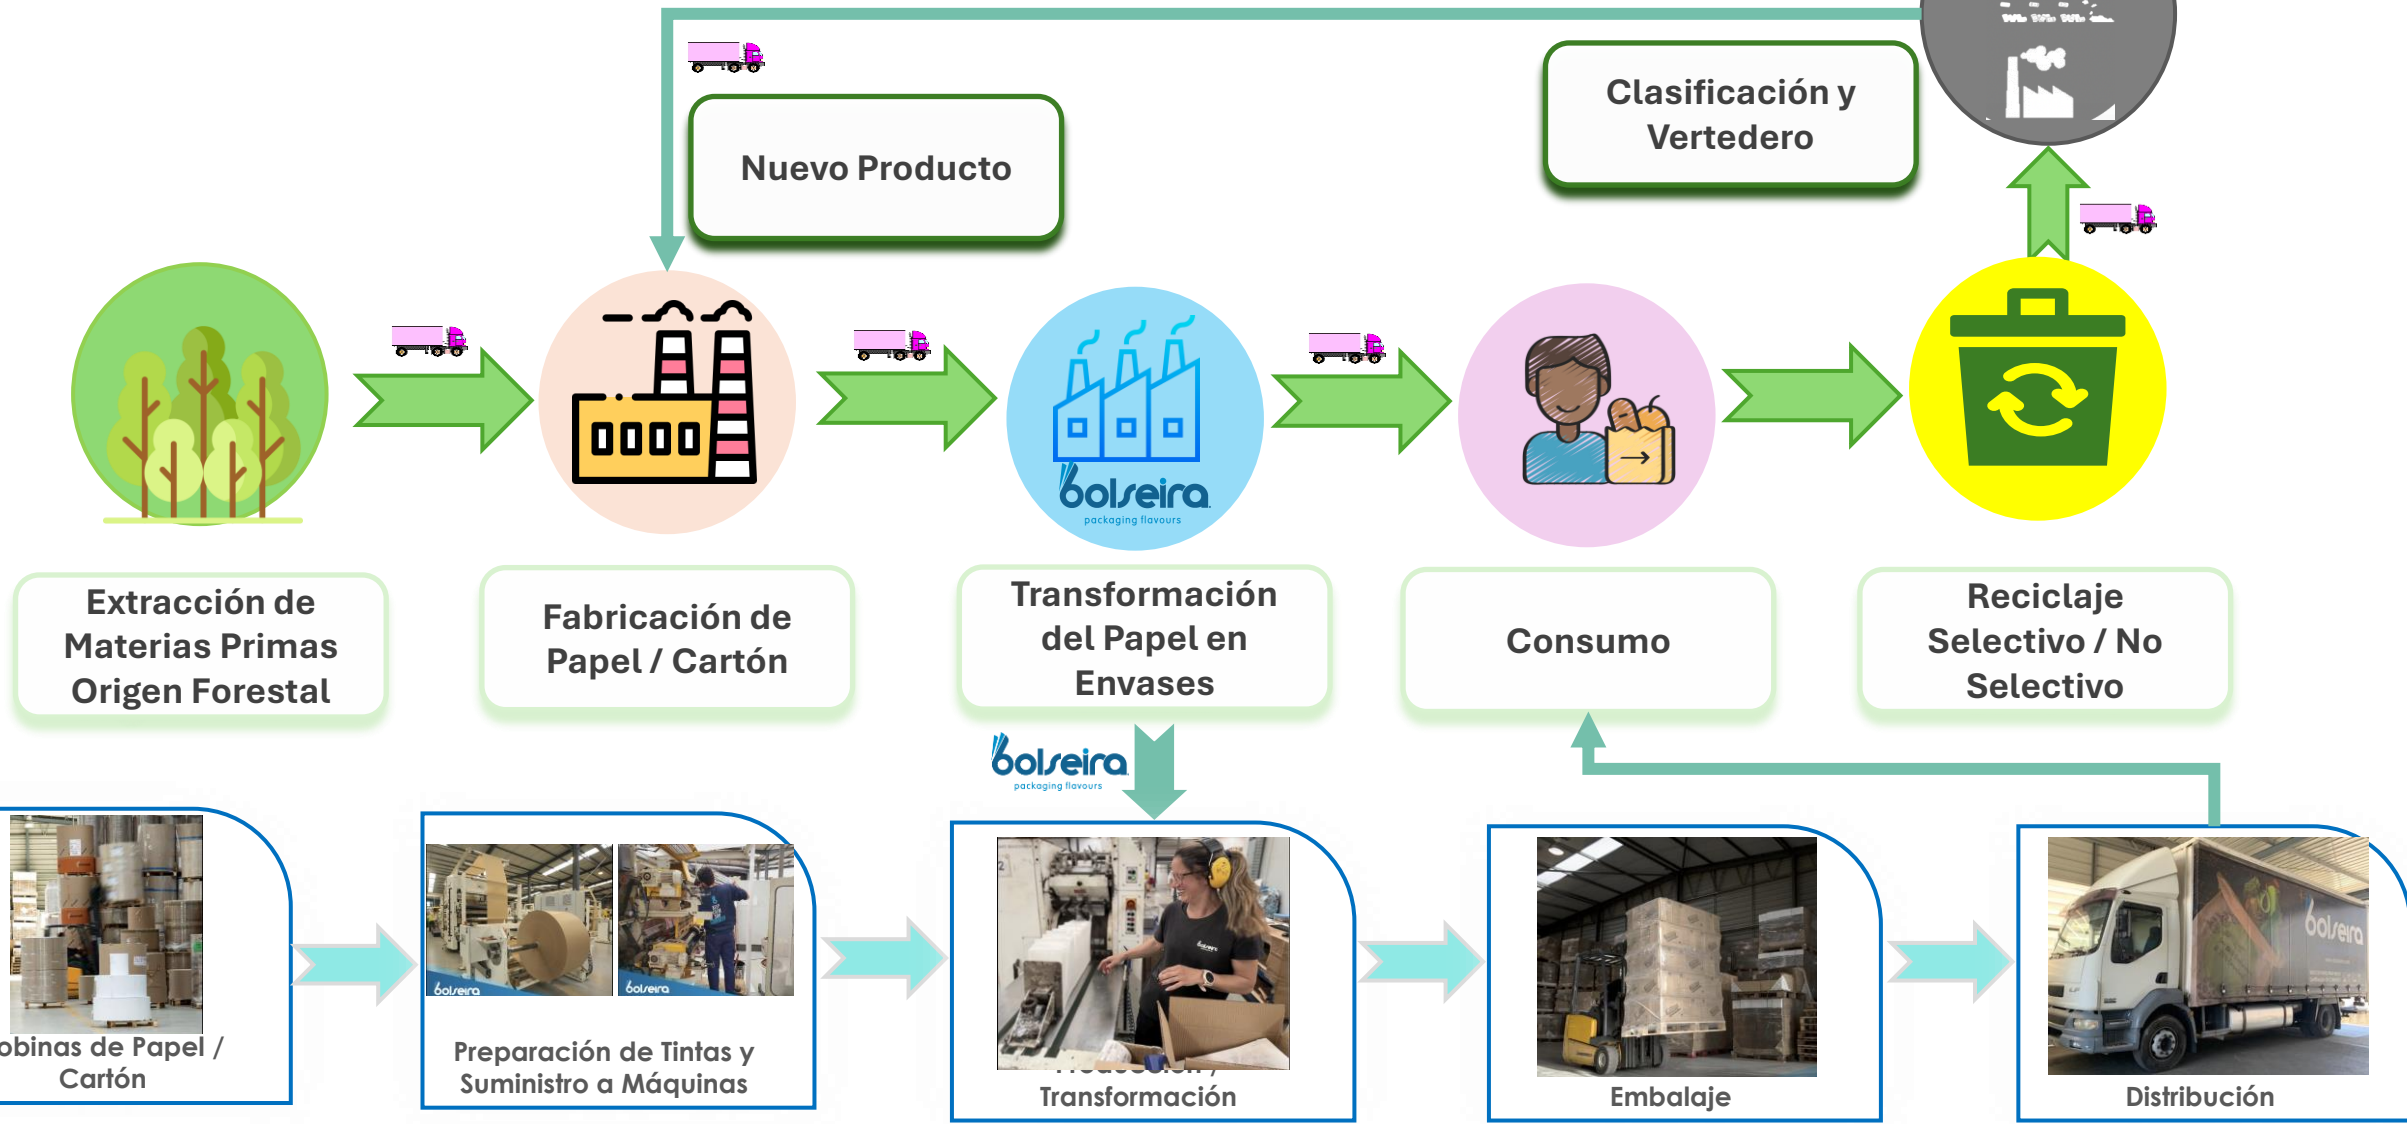 Clasificación y
Vertedero
Nuevo Producto
bolseira
packaging flavours
Extracción de
Materias Primas
Origen Forestal
Fabricación de
Papel / Cartón
Transformación
del Papel en
Envases
Consumo
Reciclaje
Selectivo / No
Selectivo
bolseira
packaging flavours
obinas de Papel /
Cartón
bolseira
bolseira
Preparación de Tintas y
Suministro a Máquinas
bolseira
Transformación
Embalaje
bolseira
Distribución